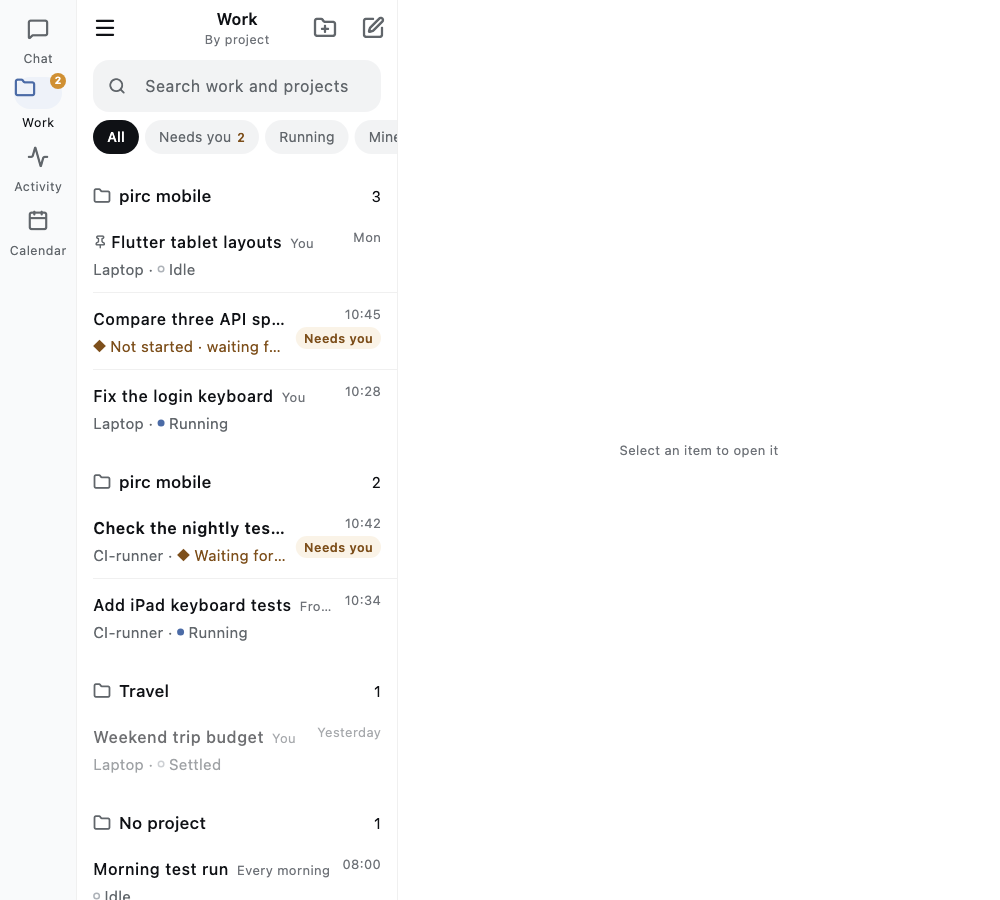 Chat
2
Work
Activity
Calendar
Work
By project
Search work and projects
All
Needs you 2
Running
Mine
pirc mobile 3
Flutter tablet layouts You Mon
Laptop · Idle
Compare three API sp... 10:45
Not started · waiting f... Needs you
Fix the login keyboard You 10:28
Laptop · Running
pirc mobile 2
Check the nightly tes... 10:42
CI-runner · Waiting for... Needs you
Add iPad keyboard tests Fro... 10:34
CI-runner · Running
Travel 1
Weekend trip budget You Yesterday
Laptop · Settled
No project 1
Morning test run Every morning 08:00
Idle
Select an item to open it